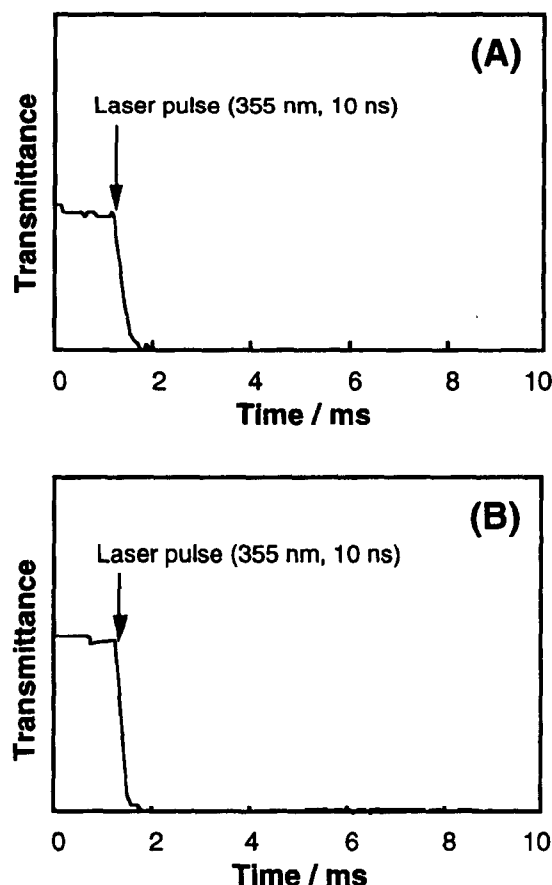 (A)
Laser pulse (355 nm, 10 ns)
Transmittance
0 2 4 6 8 10
Time / ms
(B)
Laser pulse (355 nm, 10 ns)
Transmittance
0 2 4 6 8 10
Time / ms